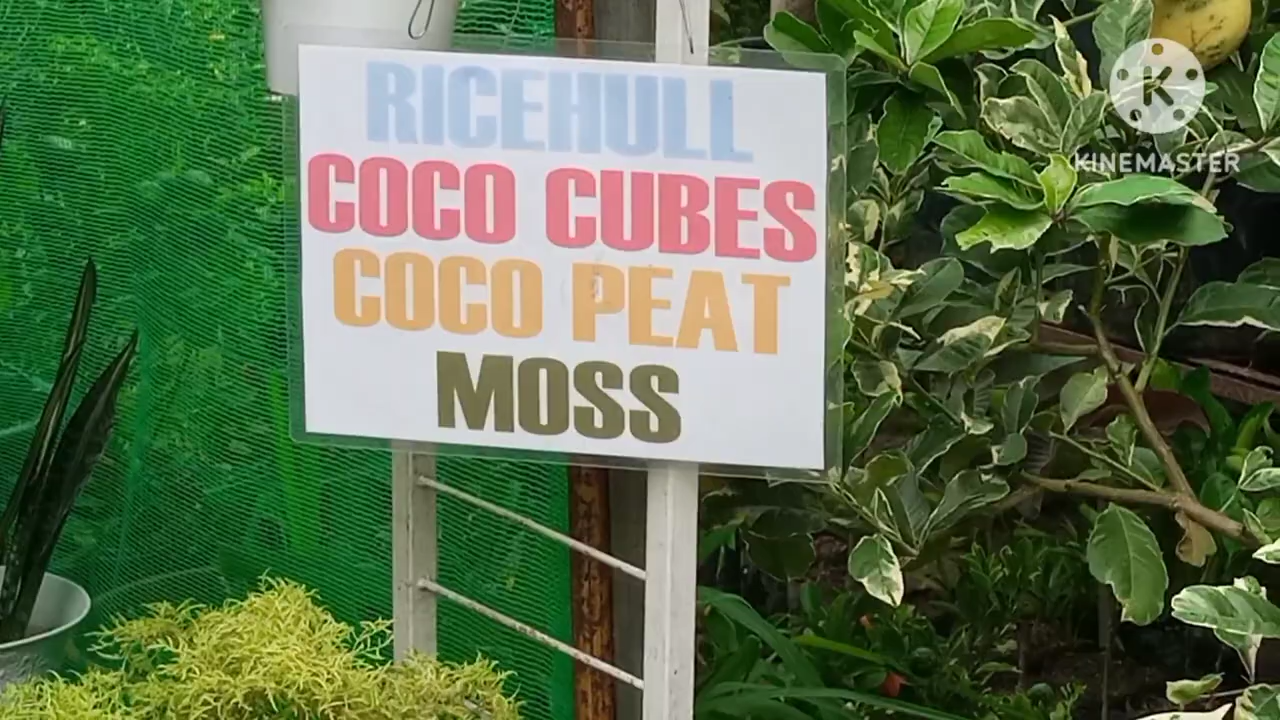 RICEHULL
COCO CUBES
COCO PEAT
MOSS
K
KINEMASTER